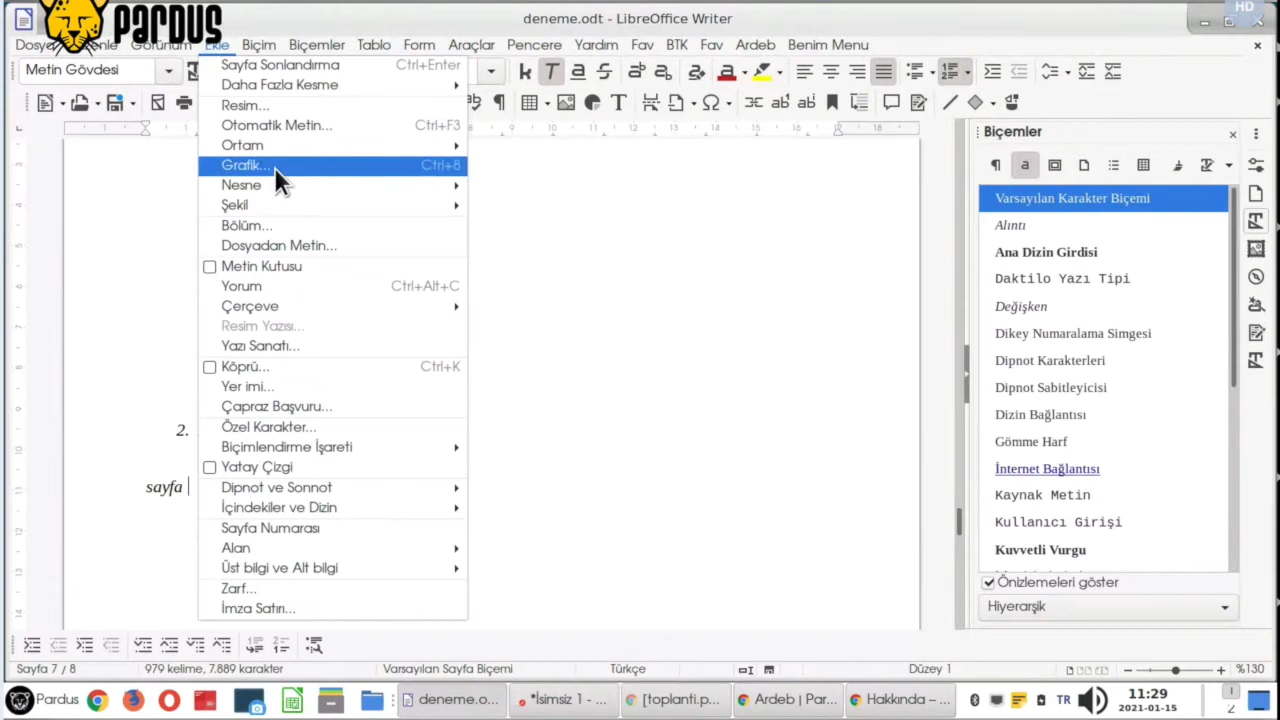 HD
PARDUS
deneme.odt - LibreOffice Writer
Ekle Biçim Biçemler Tablo Form Araçlar Pencere Yardım Fav BTK Fav Ardeb Benim Menu
Metin Gövdesi
Sayfa Sonlandırma Ctrl+Enter
Daha Fazla Kesme
Resim...
Otomatik Metin... Ctrl+F3
Ortam
Grafik... Ctrl+8
Nesne
Şekil
Bölüm...
Dosyadan Metin...
Metin Kutusu
Yorum Ctrl+Alt+C
Çerçeve
Resim Yazısı...
Yazı Sanatı...
Köprü... Ctrl+K
Yer imi...
Çapraz Başvuru...
Özel Karakter...
Biçimlendirme İşareti
Yatay Çizgi
Dipnot ve Sonnot
İçindekiler ve Dizin
Sayfa Numarası
Alan
Üst bilgi ve Alt bilgi
Zarf...
İmza Satırı...
2.
sayfa
Biçemler
Varsayılan Karakter Biçemi
Alıntı
Ana Dizin Girdisi
Daktilo Yazı Tipi
Değişken
Dikey Numaralama Simgesi
Dipnot Karakterleri
Dipnot Sabitleyicisi
Dizin Bağlantısı
Gömme Harf
İnternet Bağlantısı
Kaynak Metin
Kullanıcı Girişi
Kuvvetli Vurgu
Önizlemeleri göster
Hiyerarşik
Sayfa 7 / 8 979 kelime, 7.889 karakter Varsayılan Sayfa Biçemi Türkçe Düzey 1 %130
Pardus deneme.o... *İsimsiz 1 - ... [toplanti.p... Ardeb | Par... Hakkında – ... TR 11:29
2021-01-15
1
2